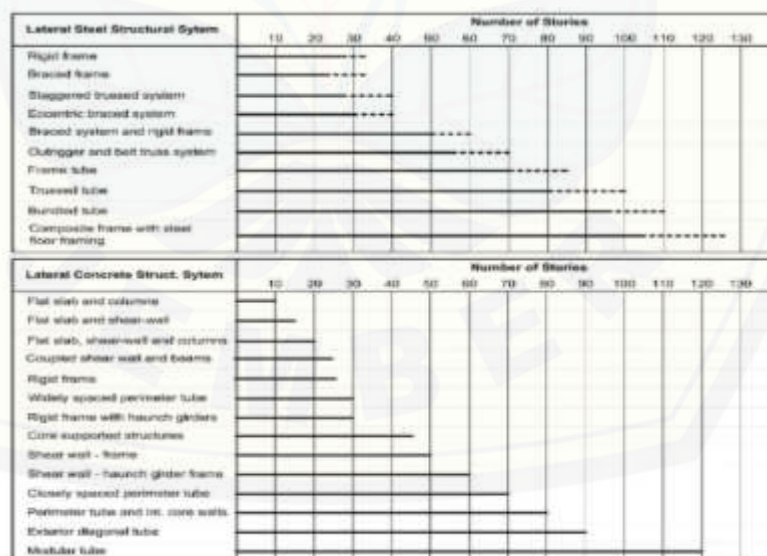 Lateral Steel Structural Sytem
Number of Stories
10 20 30 40 50 60 70 80 90 100 110 120 130
Rigid frame
Braced frame
Staggered trussed system
Eccentric braced system
Braced system and rigid frame
Outrigger and belt truss system
Frame tube
Trussed tube
Bundled tube
Composite frame with steel
floor framing
Lateral Concrete Struct. Sytem
Number of Stories
10 20 30 40 50 60 70 80 90 100 110 120 130
Flat slab and columns
Flat slab and shear-wall
Flat slab, shear-wall and columns
Coupled shear wall and beams
Rigid frame
Widely spaced perimeter tube
Rigid frame with haunch girders
Core supported structures
Shear wall - frame
Shear wall - haunch girder frame
Closely spaced perimeter tube
Perimeter tube and int. core walls
Exterior diagonal tube
Modular tube